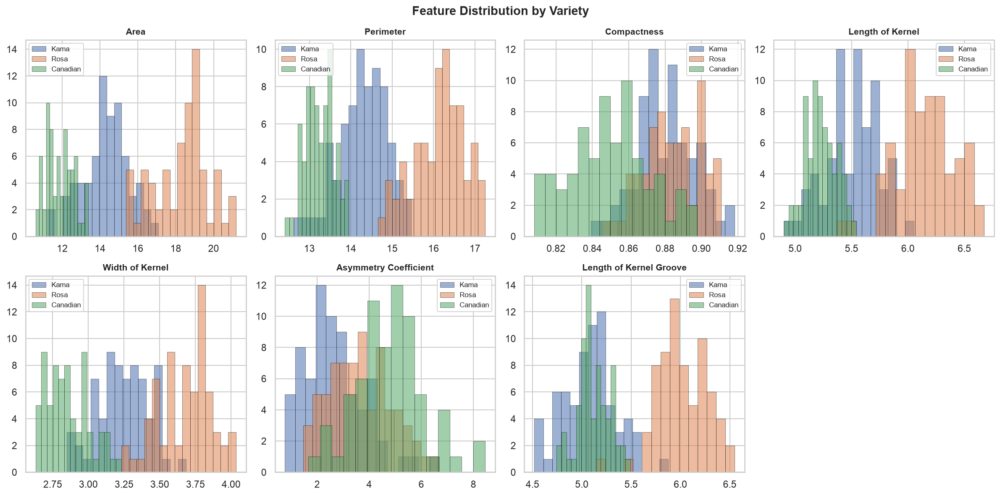 Feature Distribution by Variety
Area
Kama
Rosa
Canadian
14
12
10
8
6
4
2
0
12 14 16 18 20
Perimeter
Kama
Rosa
Canadian
10
8
6
4
2
0
13 14 15 16 17
Compactness
Kama
Rosa
Canadian
12
10
8
6
4
2
0
0.82 0.84 0.86 0.88 0.90 0.92
Length of Kernel
Kama
Rosa
Canadian
12
10
8
6
4
2
0
5.0 5.5 6.0 6.5
Width of Kernel
Kama
Rosa
Canadian
14
12
10
8
6
4
2
0
2.75 3.00 3.25 3.50 3.75 4.00
Asymmetry Coefficient
Kama
Rosa
Canadian
12
10
8
6
4
2
0
2 4 6 8
Length of Kernel Groove
Kama
Rosa
Canadian
14
12
10
8
6
4
2
0
4.5 5.0 5.5 6.0 6.5